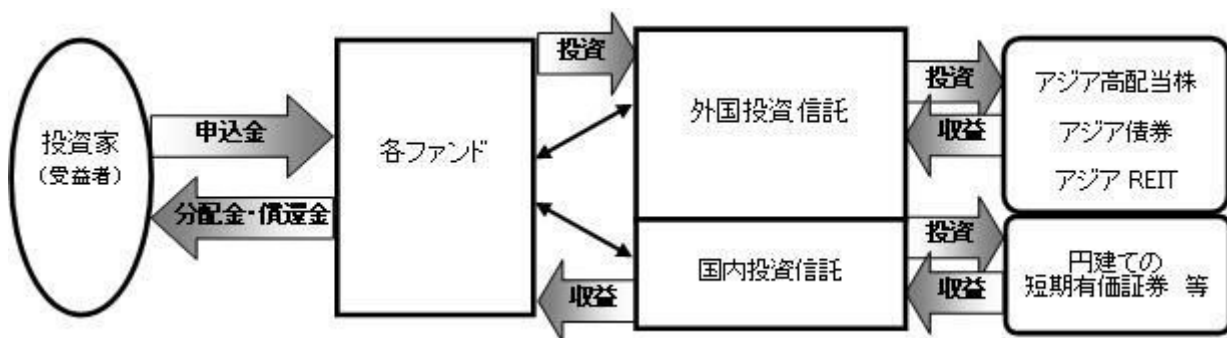 投資家
(受益者)
申込金
分配金・償還金
各ファンド
投資
収益
外国投資信託
国内投資信託
投資
収益
アジア高配当株
アジア債券
アジア REIT
投資
収益
円建ての
短期有価証券 等